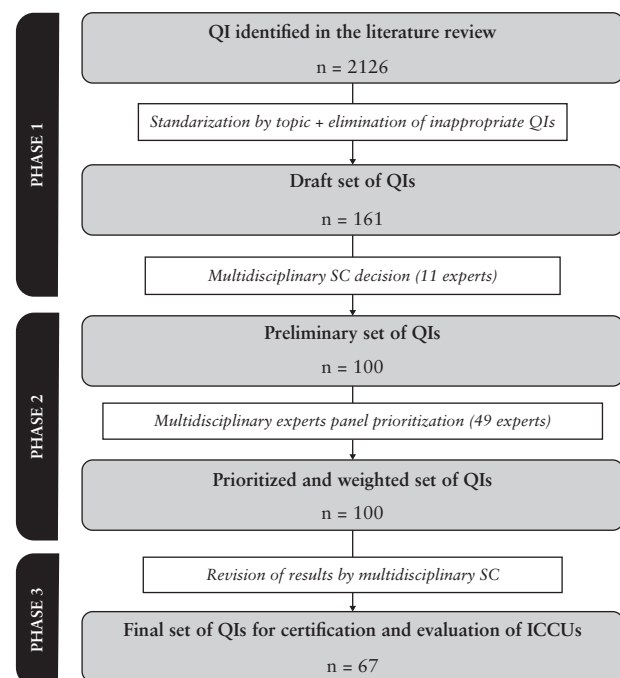 PHASE 1
QI identified in the literature review
n = 2126
Standarization by topic + elimination of inappropriate QIs
Draft set of QIs
n = 161
Multidisciplinary SC decision (11 experts)
PHASE 2
Preliminary set of QIs
n = 100
Multidisciplinary experts panel prioritization (49 experts)
Prioritized and weighted set of QIs
n = 100
PHASE 3
Revision of results by multidisciplinary SC
Final set of QIs for certification and evaluation of ICCUs
n = 67